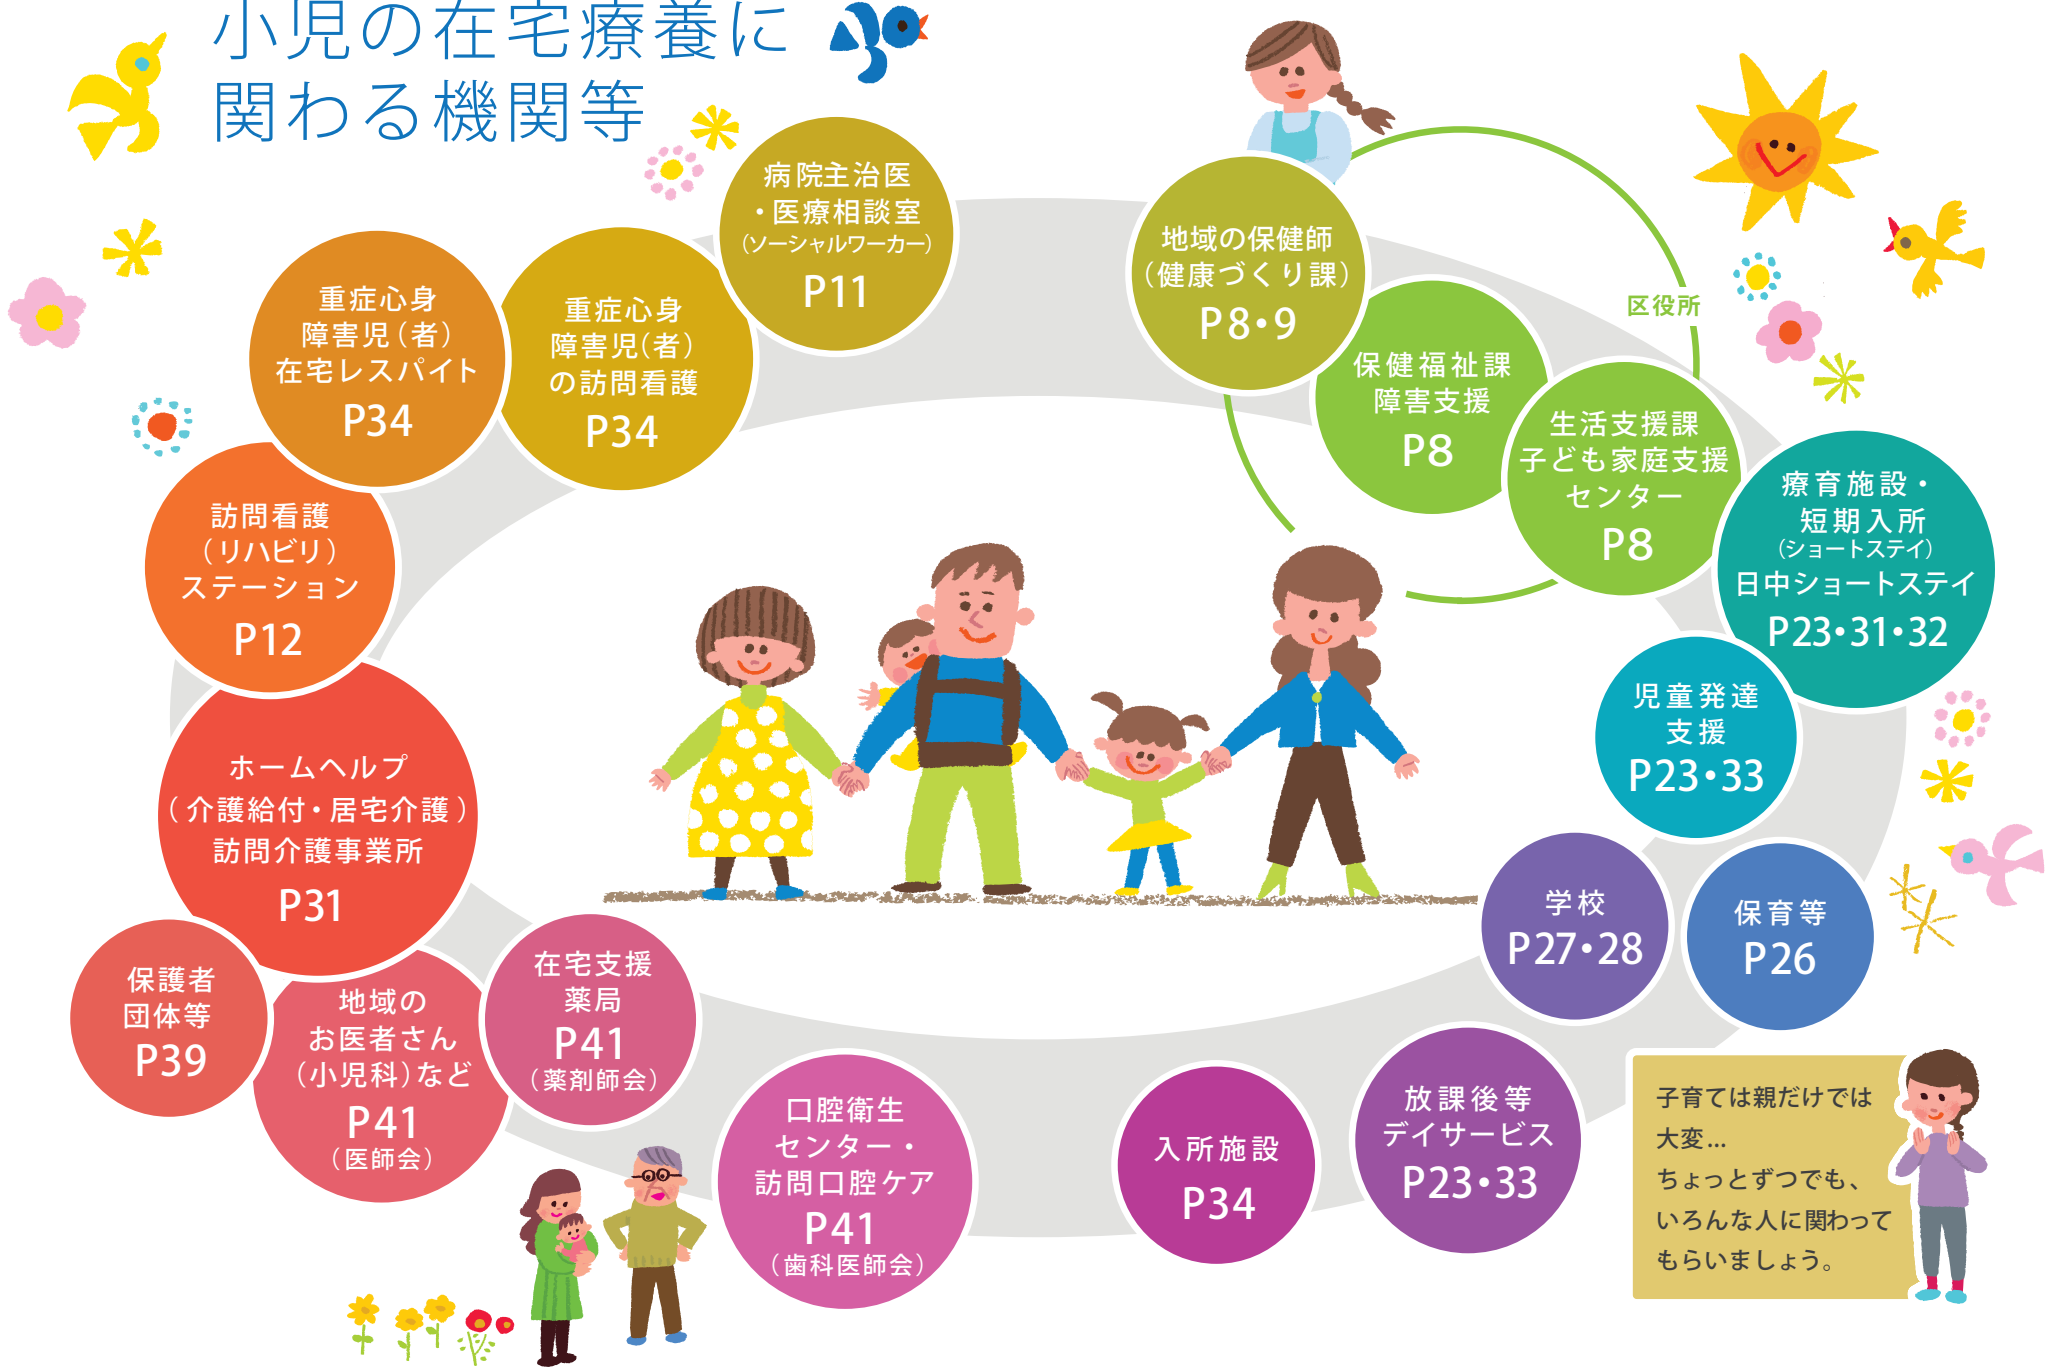 小児の在宅療養に
関わる機関等
病院主治医
・医療相談室
（ソーシャルワーカー）
P11
地域の保健師
（健康づくり課）
P8・9
区役所
保健福祉課
障害支援
P8
生活支援課
子ども家庭支援
センター
P8
療育施設・
短期入所
（ショートステイ）
日中ショートステイ
P23・31・32
児童発達
支援
P23・33
保育等
P26
学校
P27・28
放課後等
デイサービス
P23・33
入所施設
P34
口腔衛生
センター・
訪問口腔ケア
P41
（歯科医師会）
在宅支援
薬局
P41
（薬剤師会）
地域の
お医者さん
（小児科）など
P41
（医師会）
保護者
団体等
P39
ホームヘルプ
（介護給付・居宅介護）
訪問介護事業所
P31
訪問看護
（リハビリ）
ステーション
P12
重症心身
障害児（者）
在宅レスパイト
P34
重症心身
障害児（者）
の訪問看護
P34
子育ては親だけでは
大変…
ちょっとずつでも、
いろんな人に関わって
もらいましょう。